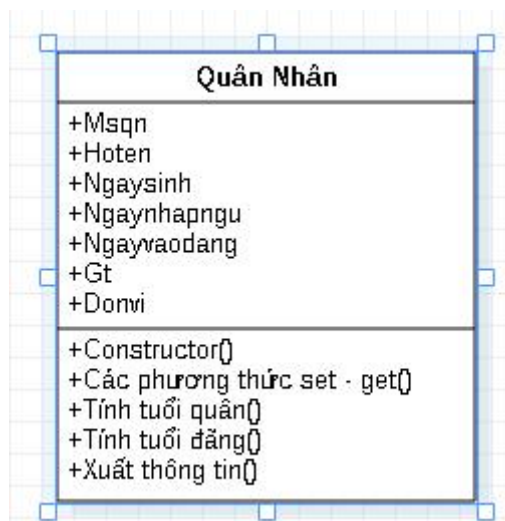 Quân Nhân
+Msqn
+Hoten
+Ngaysinh
+Ngaynhapngu
+Ngayvaodang
+Gt
+Donvi
+Constructor()
+Các phương thức set - get()
+Tính tuổi quân()
+Tính tuổi đãng()
+Xuất thông tin()